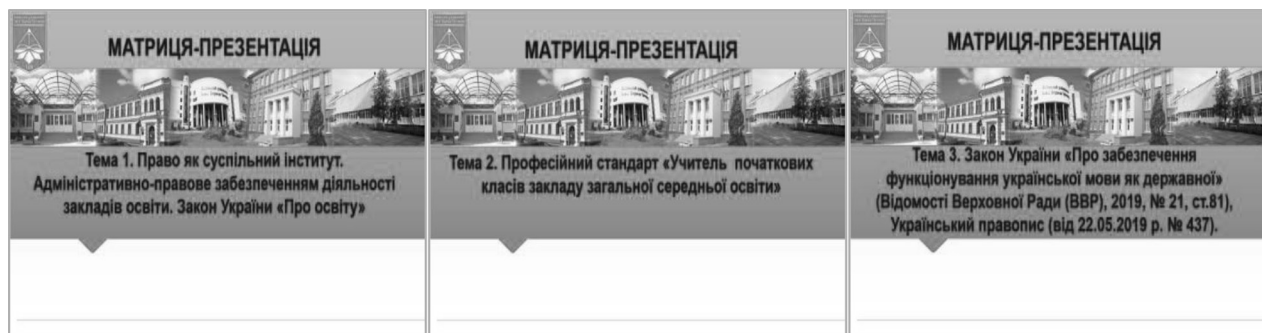 МАТРИЦЯ-ПРЕЗЕНТАЦІЯ
Тема 1. Право як суспільний інститут.
Адміністративно-правове забезпеченням діяльності
закладів освіти. Закон України «Про освіту»
МАТРИЦЯ-ПРЕЗЕНТАЦІЯ
Тема 2. Професійний стандарт «Учитель початкових
класів закладу загальної середньої освіти»
МАТРИЦЯ-ПРЕЗЕНТАЦІЯ
Тема 3. Закон України «Про забезпечення
функціонування української мови як державної»
(Відомості Верховної Ради (ВВР), 2019, № 21, ст.81),
Український правопис (від 22.05.2019 р. № 437).